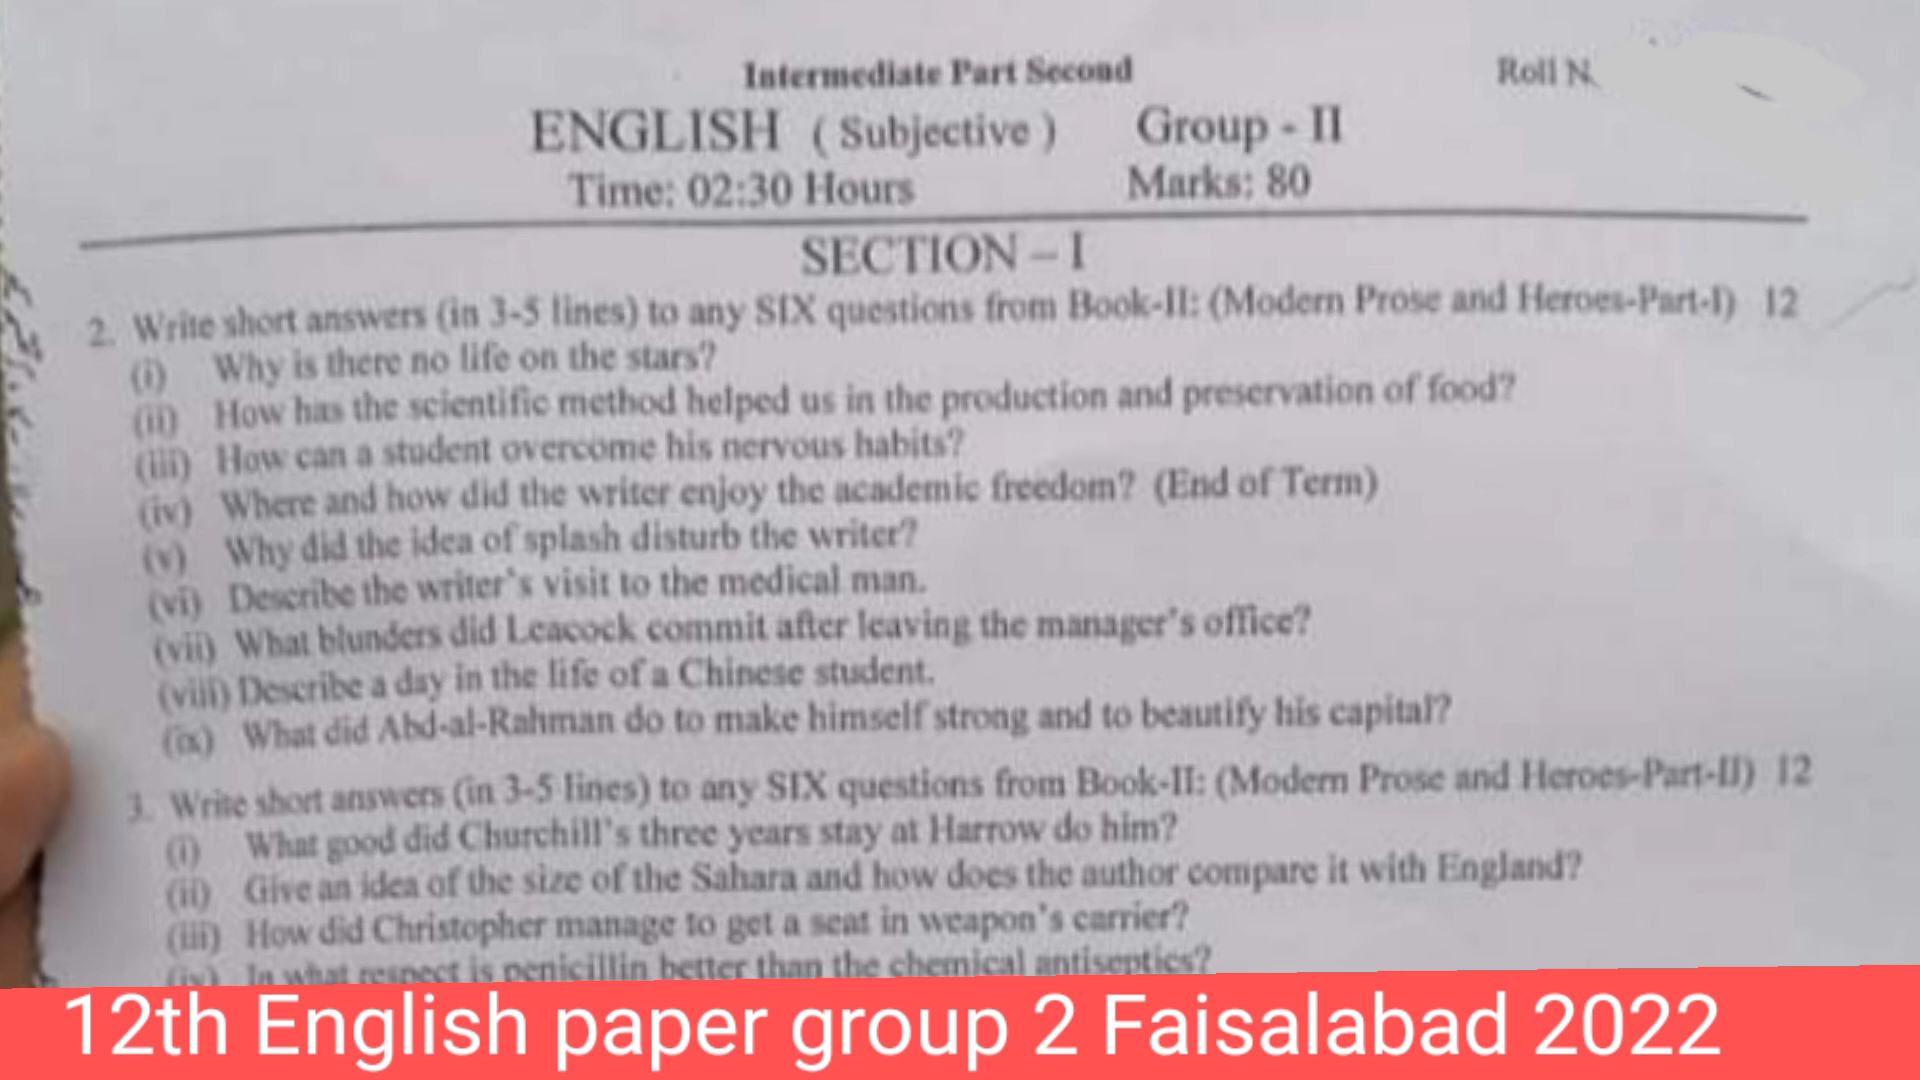 Intermediate Part Second
Roll N
ENGLISH ( Subjective ) Group - II
Time: 02:30 Hours Marks: 80
SECTION – I
2. Write short answers (in 3-5 lines) to any SIX questions from Book-II: (Modern Prose and Heroes-Part-I) 12
(i) Why is there no life on the stars?
(ii) How has the scientific method helped us in the production and preservation of food?
(iii) How can a student overcome his nervous habits?
(iv) Where and how did the writer enjoy the academic freedom? (End of Term)
(v) Why did the idea of splash disturb the writer?
(vi) Describe the writer's visit to the medical man.
(vii) What blunders did Leacock commit after leaving the manager's office?
(viii) Describe a day in the life of a Chinese student.
(ix) What did Abd-al-Rahman do to make himself strong and to beautify his capital?
3. Write short answers (in 3-5 lines) to any SIX questions from Book-II: (Modern Prose and Heroes-Part-II) 12
(i) What good did Churchill's three years stay at Harrow do him?
(ii) Give an idea of the size of the Sahara and how does the author compare it with England?
(iii) How did Christopher manage to get a seat in weapon's carrier?
(iv) In what respect is penicillin better than the chemical antiseptics?
12th English paper group 2 Faisalabad 2022